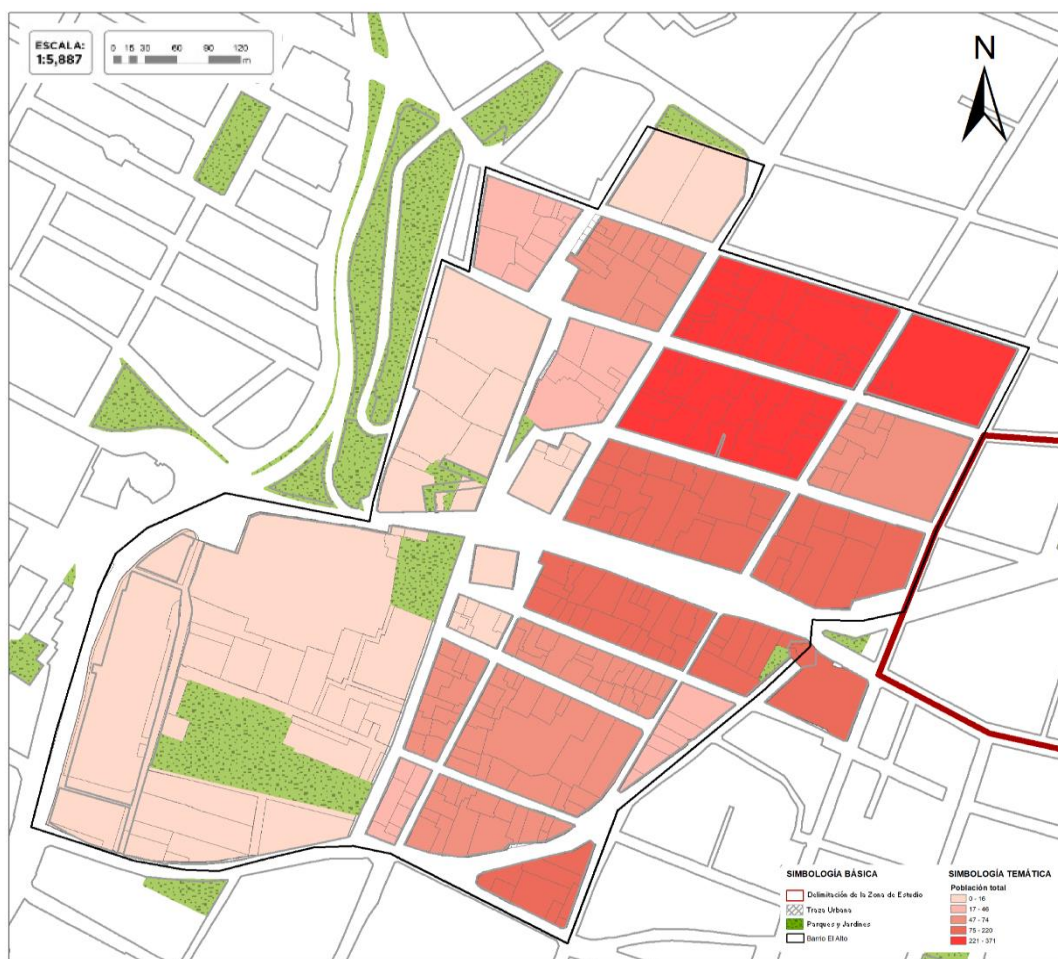 ESCALA:
1:5,887
0 15 30 60 90 120
m
N
SIMBOLOGÍA BÁSICA
Delimitación de la Zona de Estudio
Traza Urbana
Parques y Jardines
Barrio El Alto
SIMBOLOGÍA TEMÁTICA
Población total
0 - 16
17 - 46
47 - 74
75 - 220
221 - 371